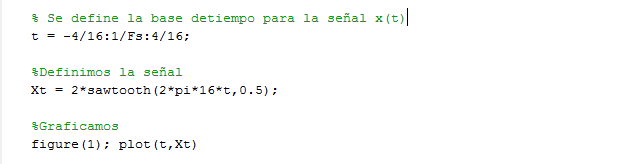 % Se define la base detiempo para la señal x(t)
t = -4/16:1/Fs:4/16;
%Definimos la señal
Xt = 2*sawtooth(2*pi*16*t,0.5);
%Graficamos
figure(1); plot(t,Xt)